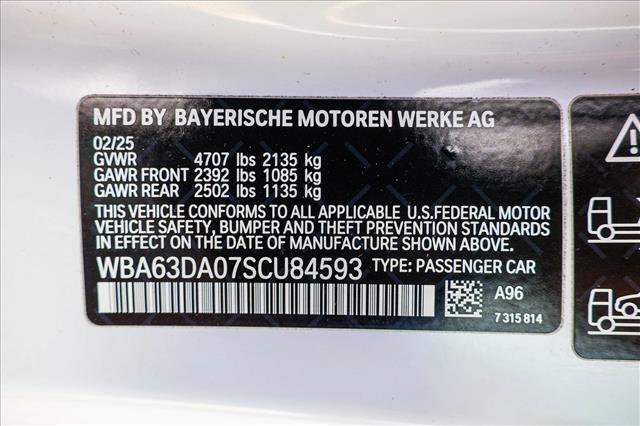 MFD BY BAYERISCHE MOTOREN WERKE AG
02/25
GVWR 4707 lbs 2135 kg
GAWR FRONT 2392 lbs 1085 kg
GAWR REAR 2502 lbs 1135 kg
THIS VEHICLE CONFORMS TO ALL APPLICABLE U.S.FEDERAL MOTOR
VEHICLE SAFETY, BUMPER AND THEFT PREVENTION STANDARDS
IN EFFECT ON THE DATE OF MANUFACTURE SHOWN ABOVE.
WBA63DA07SCU84593 TYPE: PASSENGER CAR
A96
7 315 814